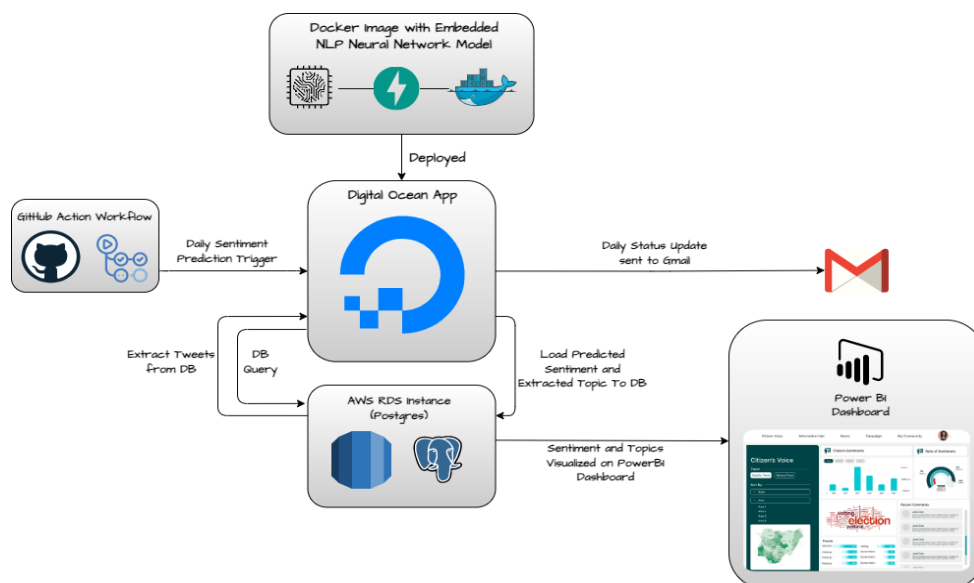 Docker Image with Embedded
NLP Neural Network Model
Deployed
Digital Ocean App
GitHub Action Workflow
Daily Sentiment
Prediction Trigger
Daily Status Update
sent to Gmail
Extract Tweets
from DB
DB
Query
Load Predicted
Sentiment and
Extracted Topic To DB
AWS RDS Instance
(Postgres)
Sentiment and Topics
Visualized on PowerBI
Dashboard
Power BI
Dashboard
Citizen's Voice
election